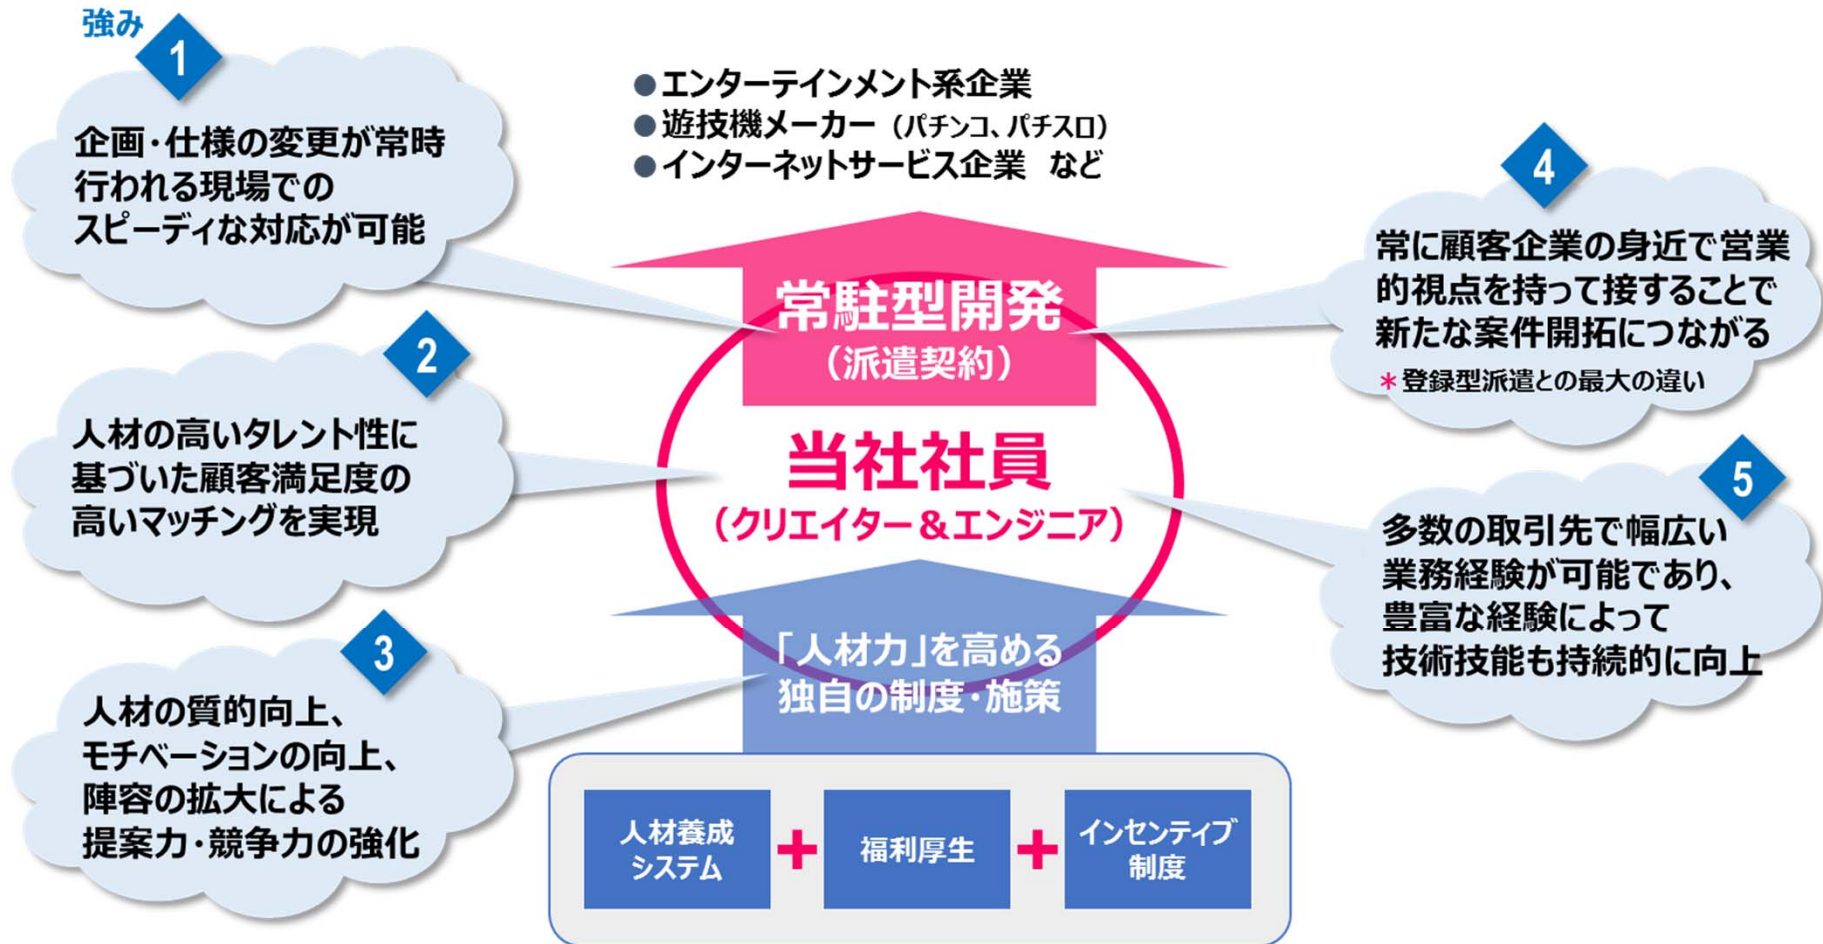 強み
1
企画・仕様の変更が常時
行われる現場での
スピーディな対応が可能
2
人材の高いタレント性に
基づいた顧客満足度の
高いマッチングを実現
3
人材の質的向上、
モチベーションの向上、
陣容の拡大による
提案力・競争力の強化
●エンターテインメント系企業
●遊技機メーカー（パチンコ、パチスロ）
●インターネットサービス企業 など
常駐型開発
（派遣契約）
当社社員
（クリエイター＆エンジニア）
「人材力」を高める
独自の制度・施策
人材養成
システム
+
福利厚生
+
インセンティブ
制度
4
常に顧客企業の身近で営業
的視点を持って接することで
新たな案件開拓につながる
＊登録型派遣との最大の違い
5
多数の取引先で幅広い
業務経験が可能であり、
豊富な経験によって
技術技能も持続的に向上